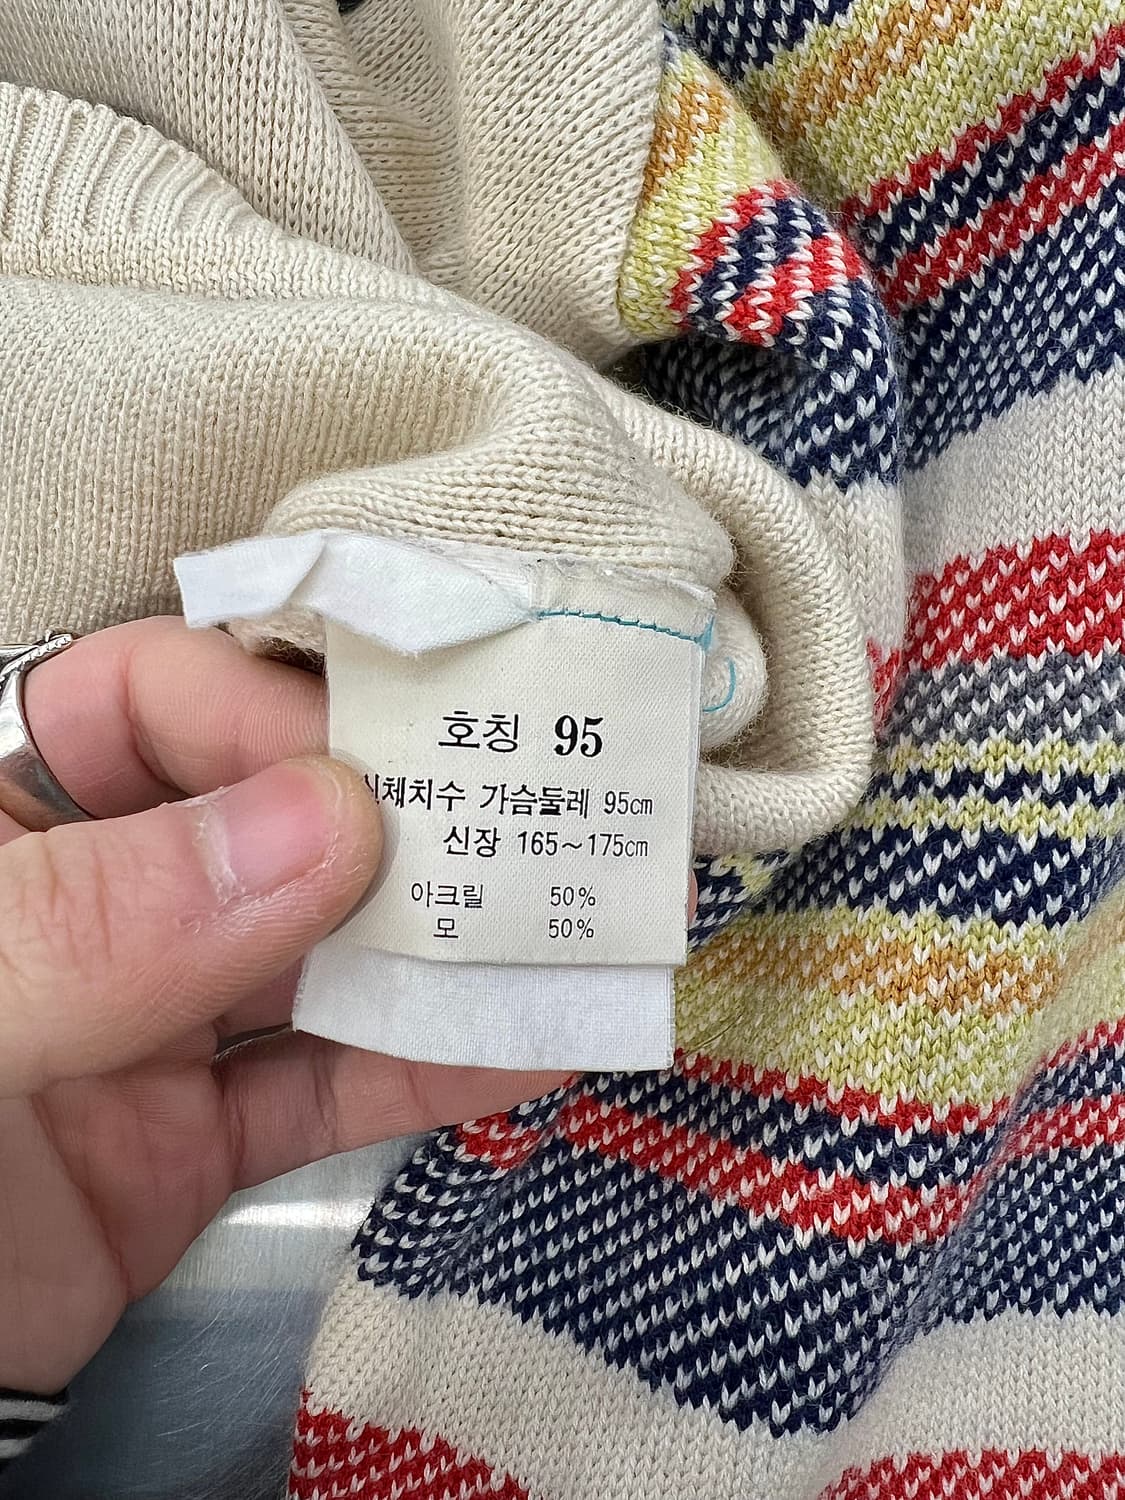 호칭 95
신체치수 가슴둘레 95cm
신장 165~175cm
아크릴 50%
모 50%